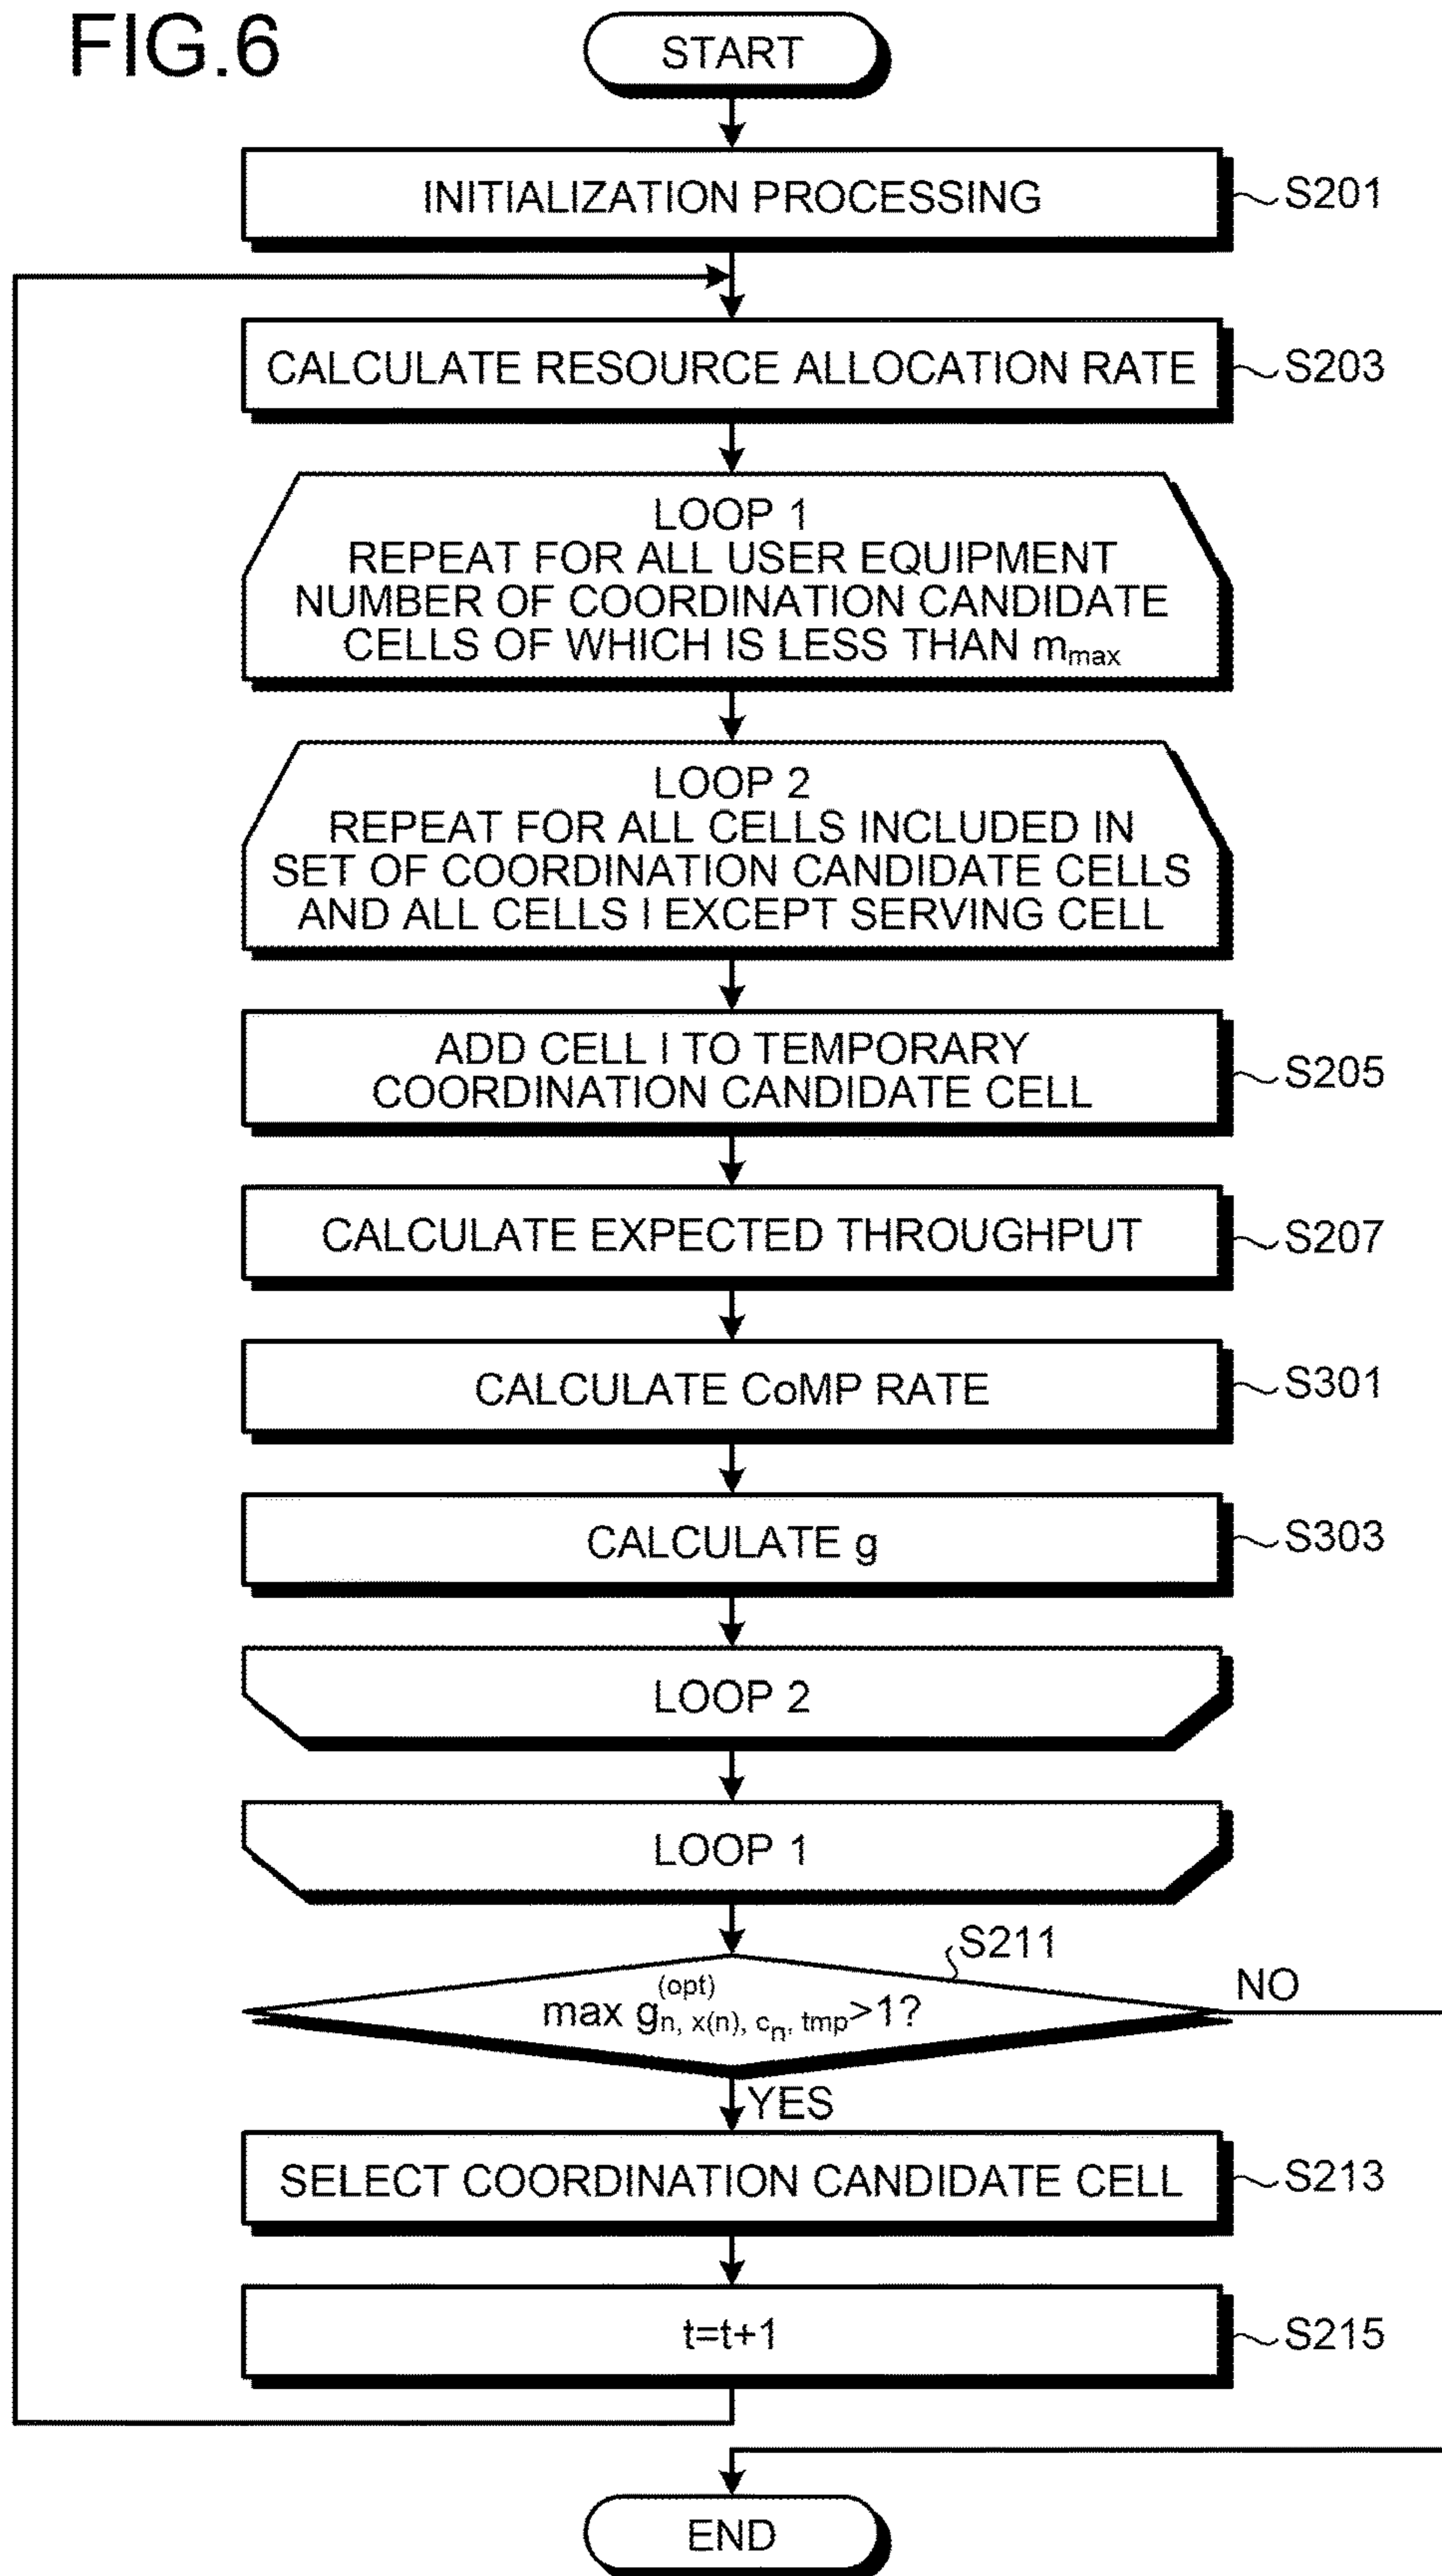 FIG.6
START
INITIALIZATION PROCESSING
S201
CALCULATE RESOURCE ALLOCATION RATE
S203
LOOP 1
REPEAT FOR ALL USER EQUIPMENT
NUMBER OF COORDINATION CANDIDATE
CELLS OF WHICH IS LESS THAN mmax
LOOP 2
REPEAT FOR ALL CELLS INCLUDED IN
SET OF COORDINATION CANDIDATE CELLS
AND ALL CELLS l EXCEPT SERVING CELL
ADD CELL l TO TEMPORARY
COORDINATION CANDIDATE CELL
S205
CALCULATE EXPECTED THROUGHPUT
S207
CALCULATE CoMP RATE
S301
CALCULATE g
S303
LOOP 2
LOOP 1
S211
max g(opt)n, x(n), cn, tmp>1?
NO
YES
SELECT COORDINATION CANDIDATE CELL
S213
t=t+1
S215
END